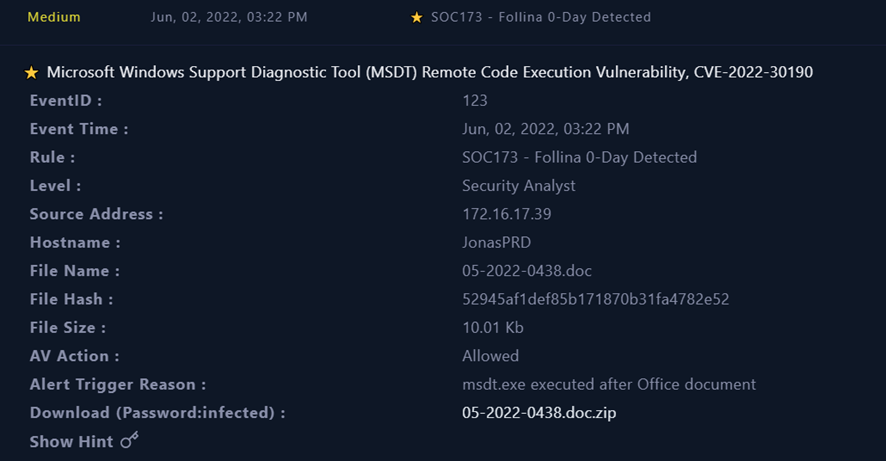 Medium Jun, 02, 2022, 03:22 PM SOC173 - Follina 0-Day Detected
Microsoft Windows Support Diagnostic Tool (MSDT) Remote Code Execution Vulnerability, CVE-2022-30190
EventID : 123
Event Time : Jun, 02, 2022, 03:22 PM
Rule : SOC173 - Follina 0-Day Detected
Level : Security Analyst
Source Address : 172.16.17.39
Hostname : JonasPRD
File Name : 05-2022-0438.doc
File Hash : 52945af1def85b171870b31fa4782e52
File Size : 10.01 Kb
AV Action : Allowed
Alert Trigger Reason : msdt.exe executed after Office document
Download (Password:infected) : 05-2022-0438.doc.zip
Show Hint